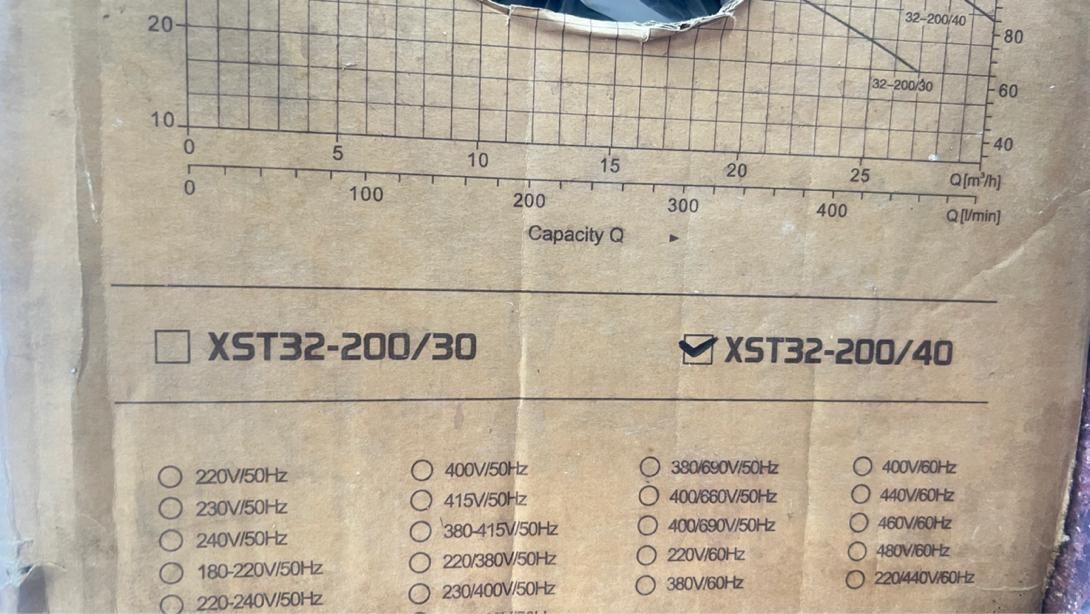 32-200/40
20
80
32-200/30
60
10
40
0 5 10 15 20 25 Q[m³/h]
0 100 200 300 400 Q[l/min]
Capacity Q
XST32-200/30 XST32-200/40
220V/50Hz 400V/50Hz 380/690V/50Hz 400V/60Hz
230V/50Hz 415V/50Hz 400/660V/50Hz 440V/60Hz
240V/50Hz 380-415V/50Hz 400/690V/50Hz 460V/60Hz
180-220V/50Hz 220/380V/50Hz 220V/60Hz 480V/60Hz
220-240V/50Hz 230/400V/50Hz 380V/60Hz 220/440V/60Hz